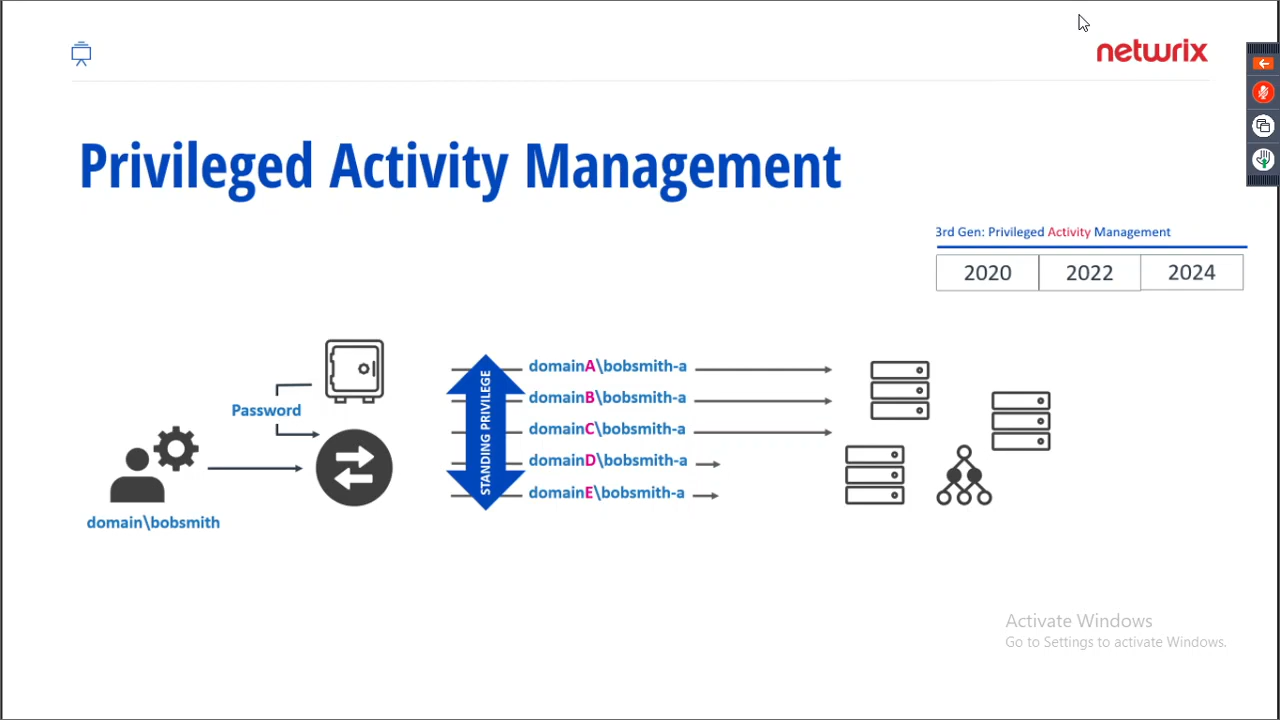 netwrix
Privileged Activity Management
3rd Gen: Privileged Activity Management
2020 2022 2024
Password
domain\bobsmith
STANDING PRIVILEGE
domainA\bobsmith-a
domainB\bobsmith-a
domainC\bobsmith-a
domainD\bobsmith-a
domainE\bobsmith-a
Activate Windows
Go to Settings to activate Windows.